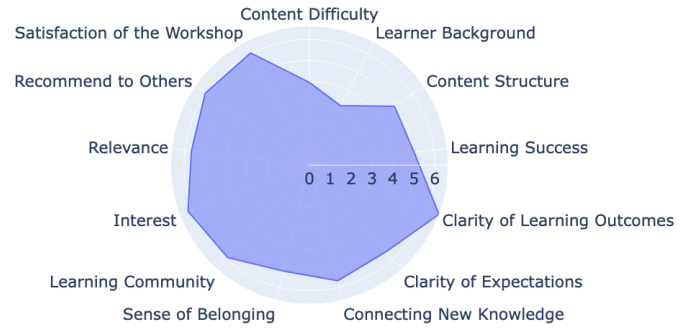 Content Difficulty
Satisfaction of the Workshop
Learner Background
Recommend to Others
Content Structure
Relevance
Learning Success
0 1 2 3 4 5 6
Interest
Clarity of Learning Outcomes
Learning Community
Clarity of Expectations
Sense of Belonging
Connecting New Knowledge